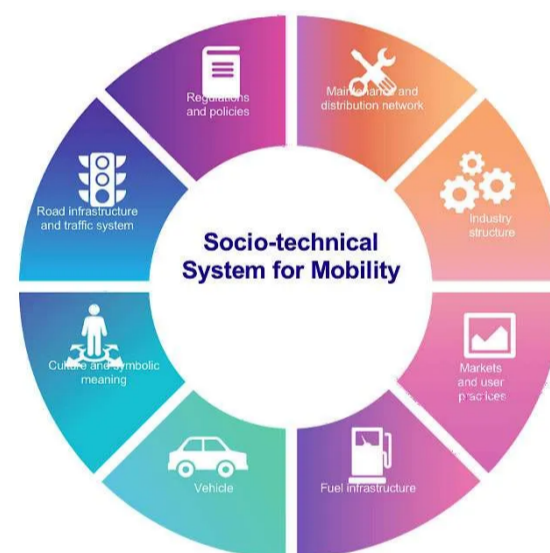 Socio-technical
System for Mobility
Maintenance and
distribution network
Industry
structure
Markets
and user
practices
Fuel infrastructure
Vehicle
Culture and symbolic
meaning
Road infrastructure
and traffic system
Regulations
and policies